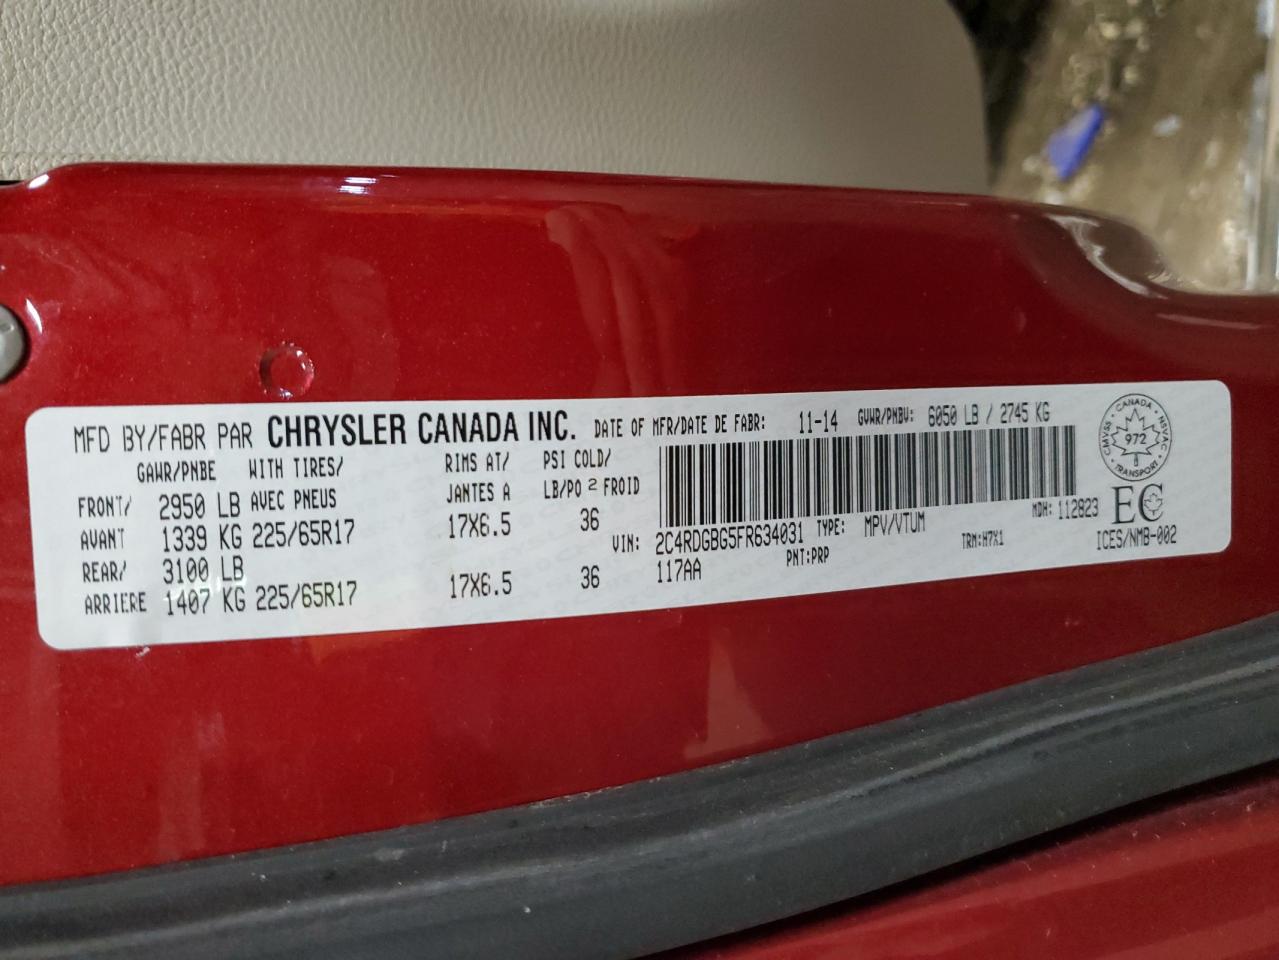 MFD BY/FABR PAR CHRYSLER CANADA INC. DATE OF MFR/DATE DE FABR: 11-14 GVWR/PNBV: 6050 LB / 2745 KG
GAWR/PNBE WITH TIRES/ RIMS AT/ PSI COLD/
FRONT/ 2950 LB AVEC PNEUS JANTES A LB/PO 2 FROID
AVANT 1339 KG 225/65R17 17X6.5 36
REAR/ 3100 LB
ARRIERE 1407 KG 225/65R17 17X6.5 36
VIN: 2C4RDGBG5FR634031 TYPE: MPV/VTUM MDH: 112823
117AA PNT:PRP TRM:H7X1
CANADA
CMVSS 972 NSVAC
TRANSPORT
EC
ICES/NMB-002